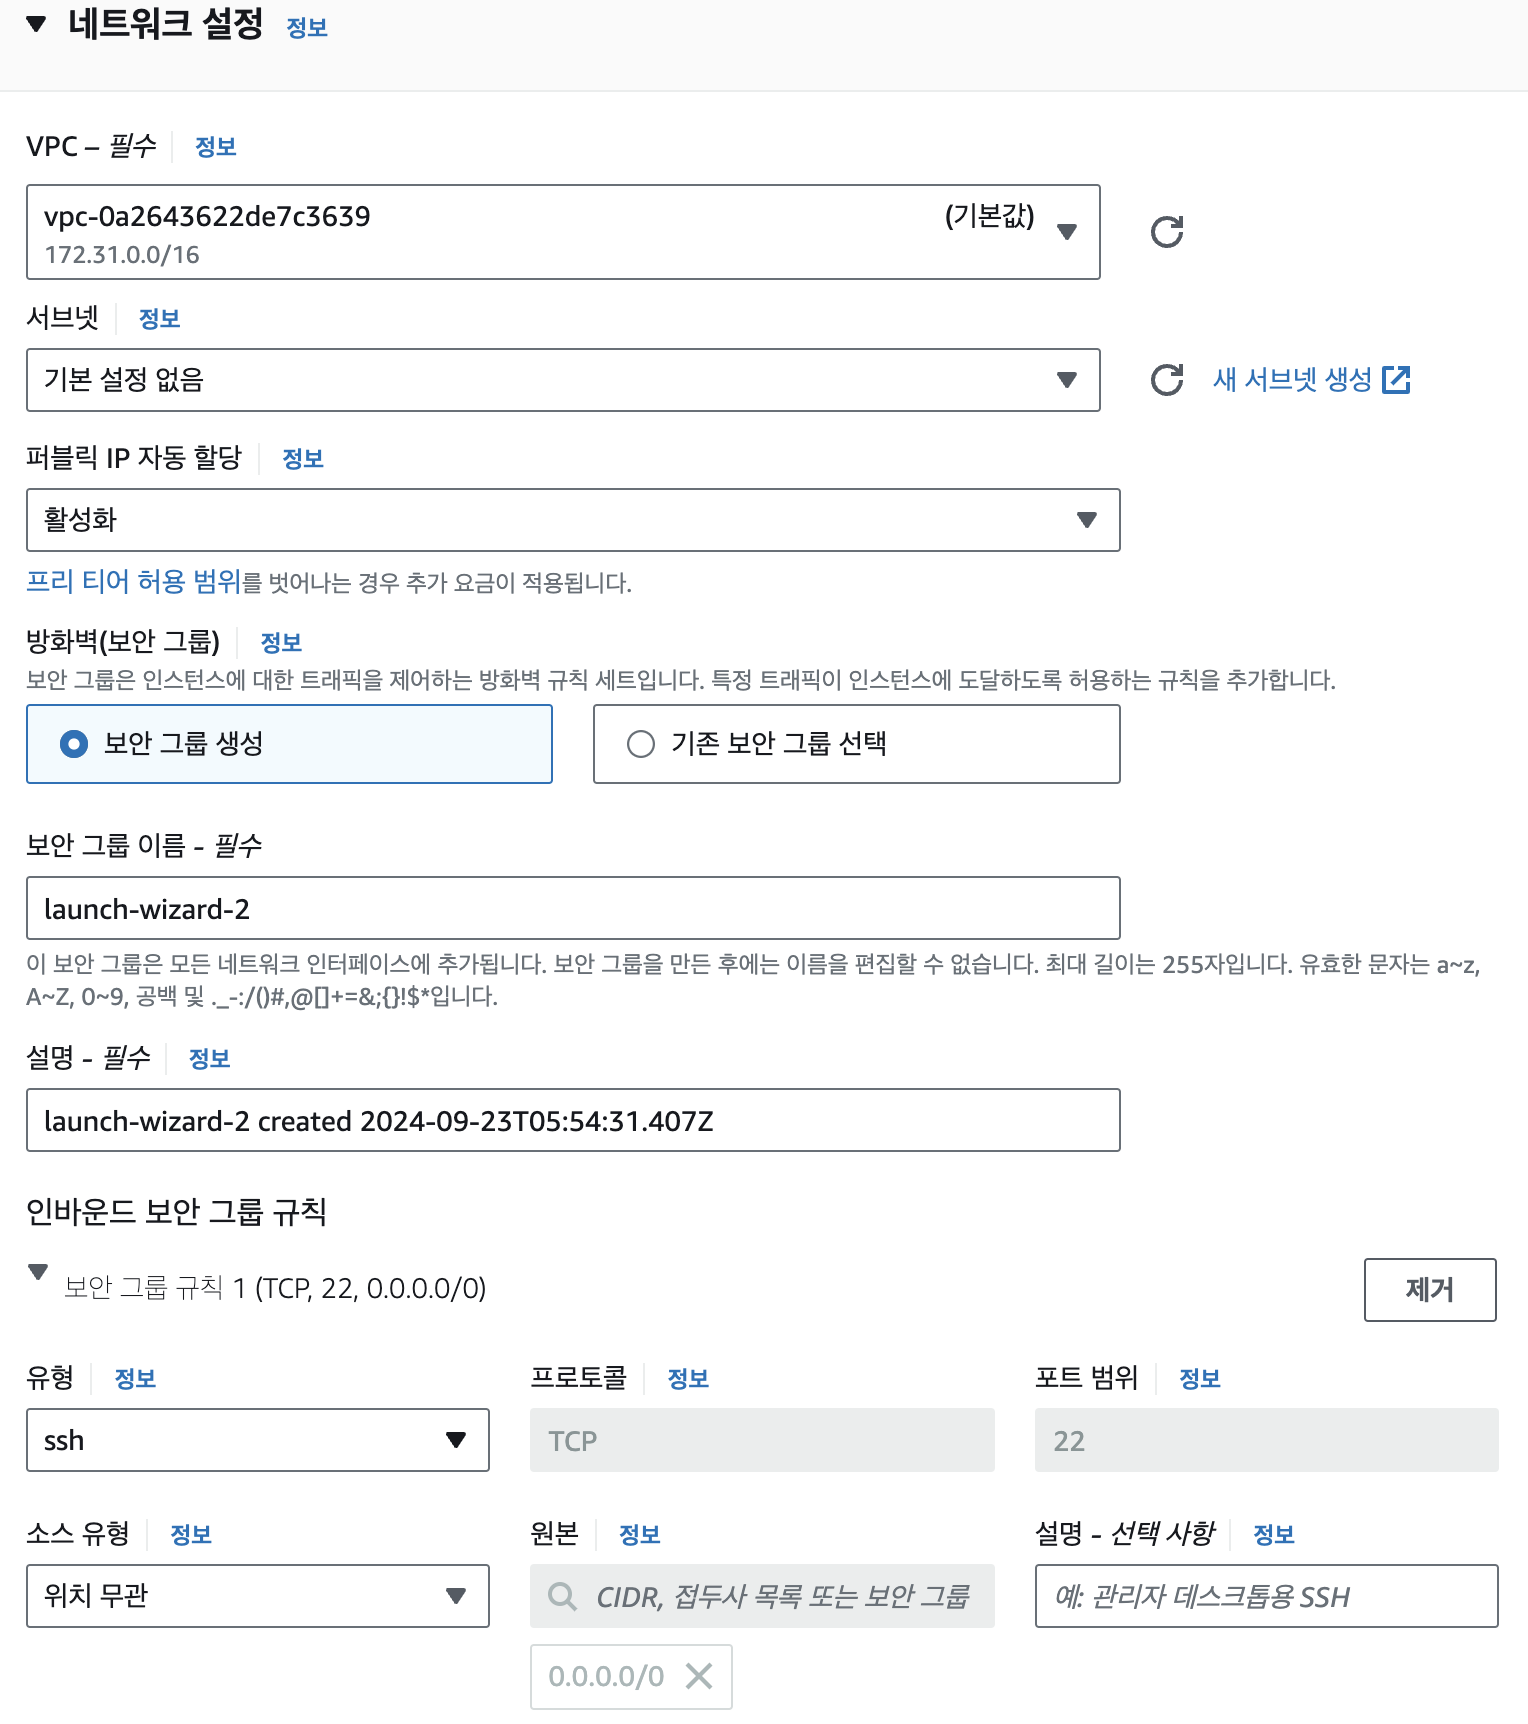 네트워크 설정 정보
VPC – 필수 정보
vpc-0a2643622de7c3639 (기본값)
172.31.0.0/16
서브넷 정보
기본 설정 없음
새 서브넷 생성
퍼블릭 IP 자동 할당 정보
활성화
프리 티어 허용 범위를 벗어나는 경우 추가 요금이 적용됩니다.
방화벽(보안 그룹) 정보
보안 그룹은 인스턴스에 대한 트래픽을 제어하는 방화벽 규칙 세트입니다. 특정 트래픽이 인스턴스에 도달하도록 허용하는 규칙을 추가합니다.
보안 그룹 생성 기존 보안 그룹 선택
보안 그룹 이름 - 필수
launch-wizard-2
이 보안 그룹은 모든 네트워크 인터페이스에 추가됩니다. 보안 그룹을 만든 후에는 이름을 편집할 수 없습니다. 최대 길이는 255자입니다. 유효한 문자는 a~z,
A~Z, 0~9, 공백 및 ._-:/()#,@[]+=&;{}!$*입니다.
설명 - 필수 정보
launch-wizard-2 created 2024-09-23T05:54:31.407Z
인바운드 보안 그룹 규칙
보안 그룹 규칙 1 (TCP, 22, 0.0.0.0/0) 제거
유형 정보 프로토콜 정보 포트 범위 정보
ssh TCP 22
소스 유형 정보 원본 정보 설명 - 선택 사항 정보
위치 무관 CIDR, 접두사 목록 또는 보안 그룹 예: 관리자 데스크톱용 SSH
0.0.0.0/0